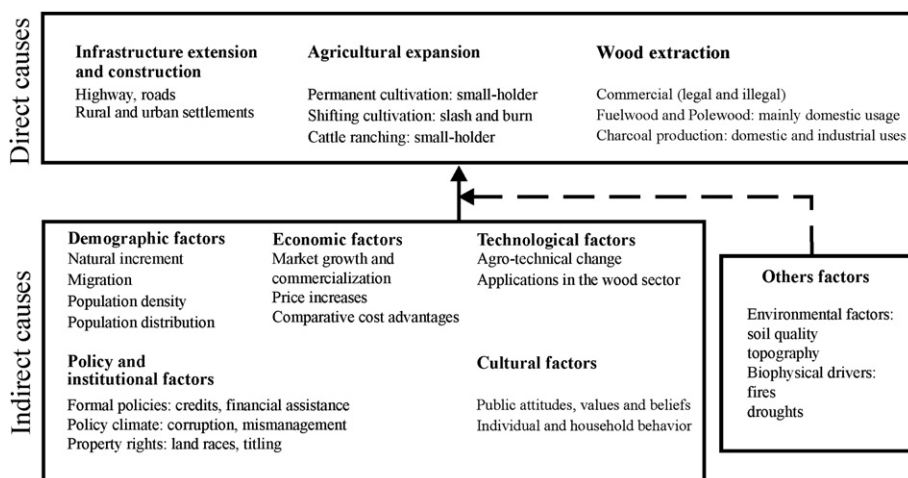 Direct causes
Infrastructure extension
and construction
Highway, roads
Rural and urban settlements
Agricultural expansion
Permanent cultivation: small-holder
Shifting cultivation: slash and burn
Cattle ranching: small-holder
Wood extraction
Commercial (legal and illegal)
Fuelwood and Polewood: mainly domestic usage
Charcoal production: domestic and industrial uses
Indirect causes
Demographic factors
Natural increment
Migration
Population density
Population distribution
Economic factors
Market growth and
commercialization
Price increases
Comparative cost advantages
Technological factors
Agro-technical change
Applications in the wood sector
Policy and
institutional factors
Formal policies: credits, financial assistance
Policy climate: corruption, mismanagement
Property rights: land races, titling
Cultural factors
Public attitudes, values and beliefs
Individual and household behavior
Others factors
Environmental factors:
soil quality
topography
Biophysical drivers:
fires
droughts